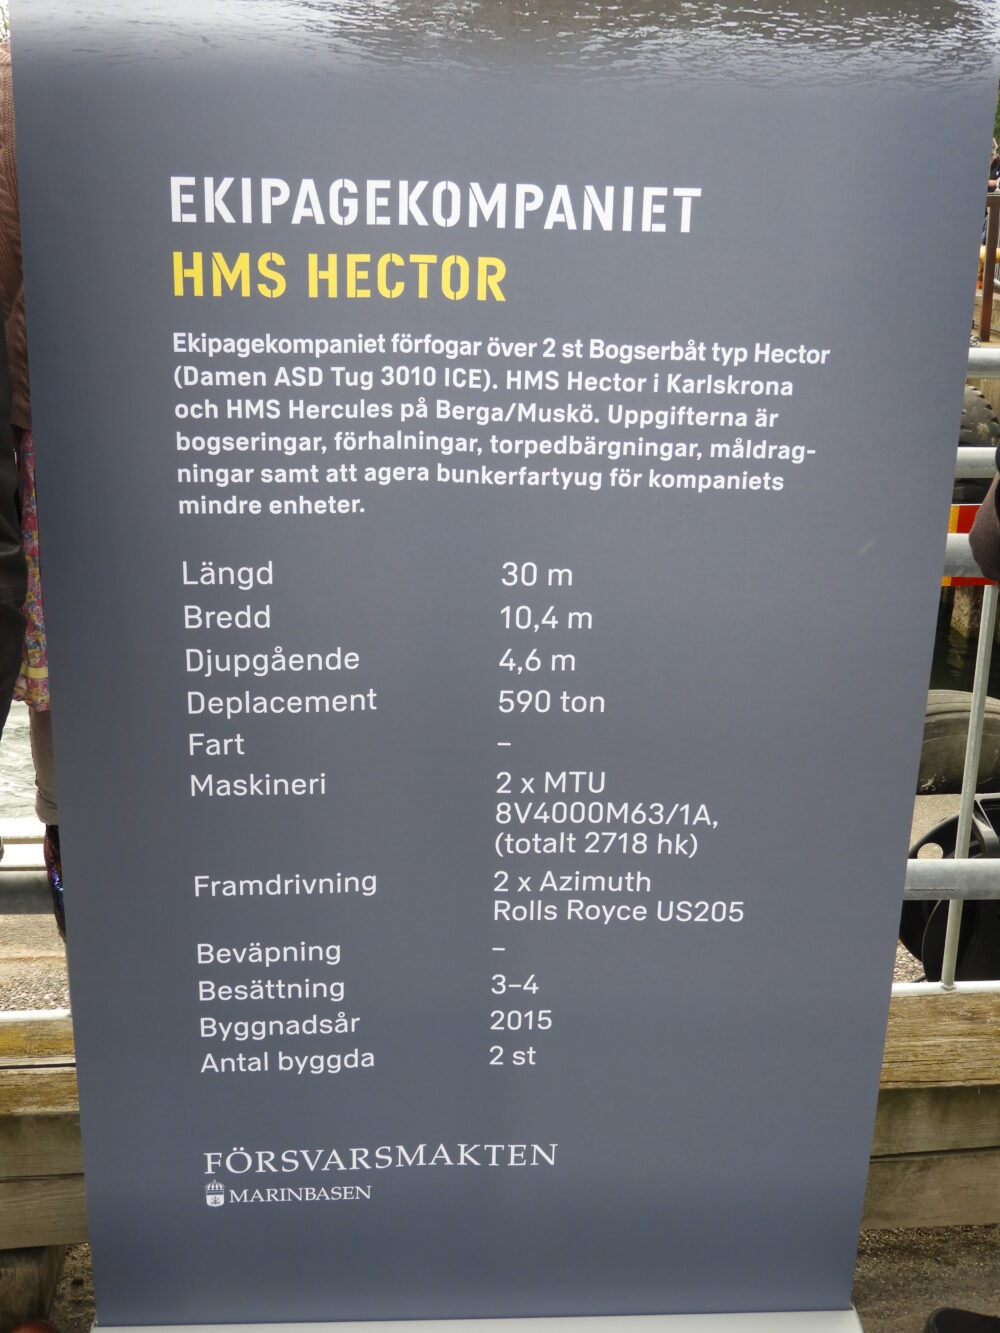 EKIPAGEKOMPANIET
HMS HECTOR
Ekipagekompaniet förfogar över 2 st Bogserbåt typ Hector
(Damen ASD Tug 3010 ICE). HMS Hector i Karlskrona
och HMS Hercules på Berga/Muskö. Uppgifterna är
bogseringar, förhalningar, torpedbärgningar, måldrag-
ningar samt att agera bunkerfartyug för kompaniets
mindre enheter.
Längd 30 m
Bredd 10,4 m
Djupgående 4,6 m
Deplacement 590 ton
Fart –
Maskineri 2 x MTU
8V4000M63/1A,
(totalt 2718 hk)
Framdrivning 2 x Azimuth
Rolls Royce US205
Beväpning –
Besättning 3–4
Byggnadsår 2015
Antal byggda 2 st
FÖRSVARSMAKTEN
MARINBASEN